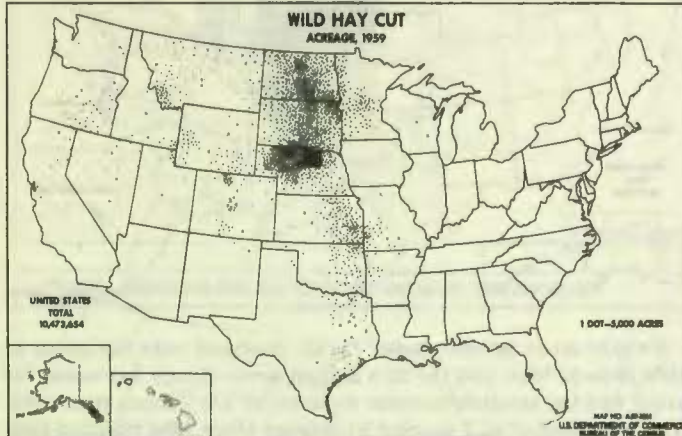 WILD HAY CUT
ACREAGE, 1959
UNITED STATES
TOTAL
10,473,654
1 DOT—5,000 ACRES
MAP NO.
U.S. DEPARTMENT OF COMMERCE
BUREAU OF THE CENSUS